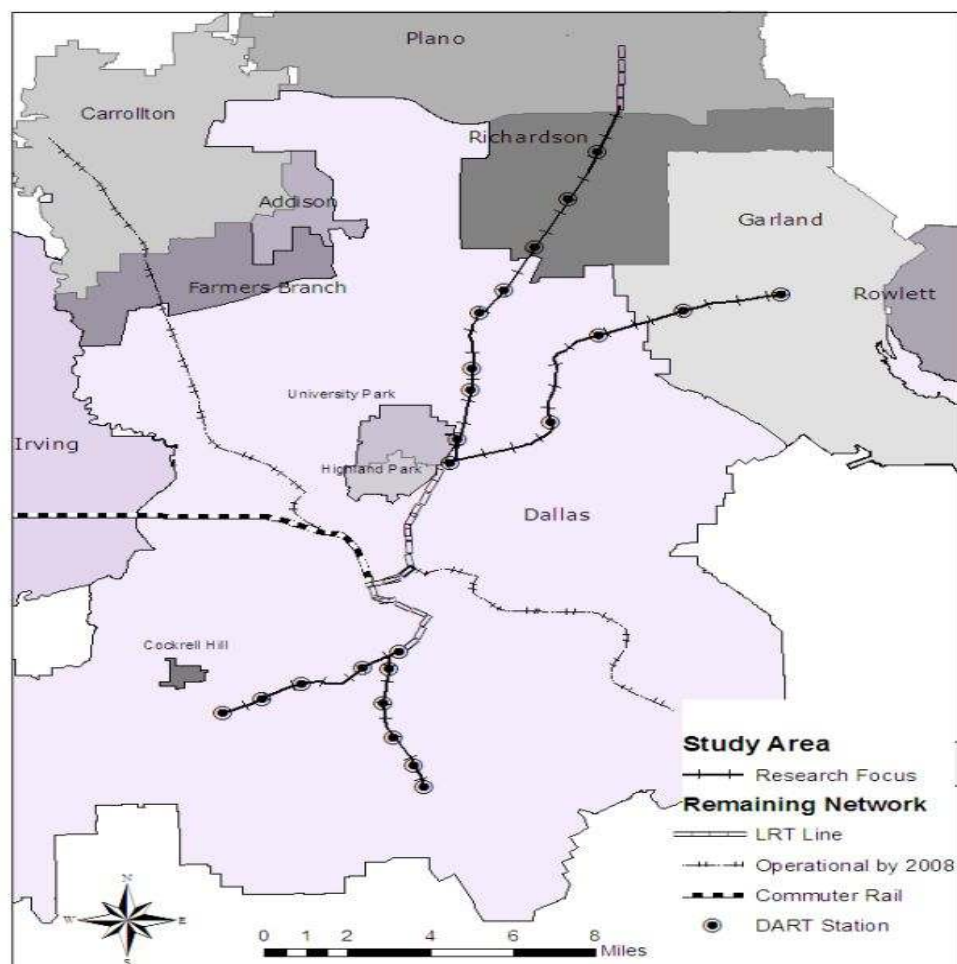 Plano
Carrollton
Richardson
Addison
Garland
Farmers Branch
Rowlett
University Park
Irving
Highland Park
Dallas
Cockrell Hill
Study Area
Research Focus
Remaining Network
LRT Line
Operational by 2008
Commuter Rail
DART Station
N
W E
S
0 1 2 4 6 8
Miles